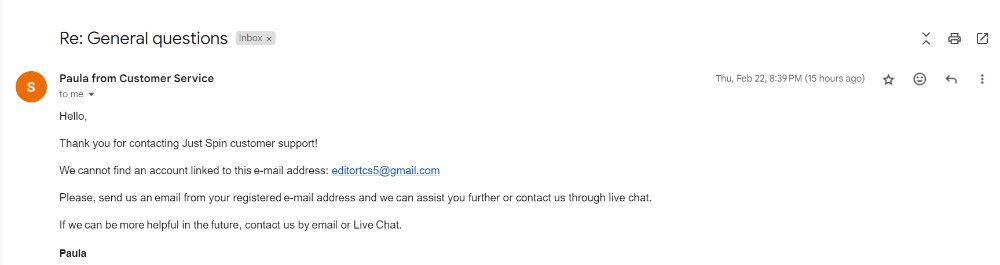 Re: General questions Inbox ×
S
Paula from Customer Service Thu, Feb 22, 8:39 PM (15 hours ago)
to me
Hello,
Thank you for contacting Just Spin customer support!
We cannot find an account linked to this e-mail address: editortcs5@gmail.com
Please, send us an email from your registered e-mail address and we can assist you further or contact us through live chat.
If we can be more helpful in the future, contact us by email or Live Chat.
Paula